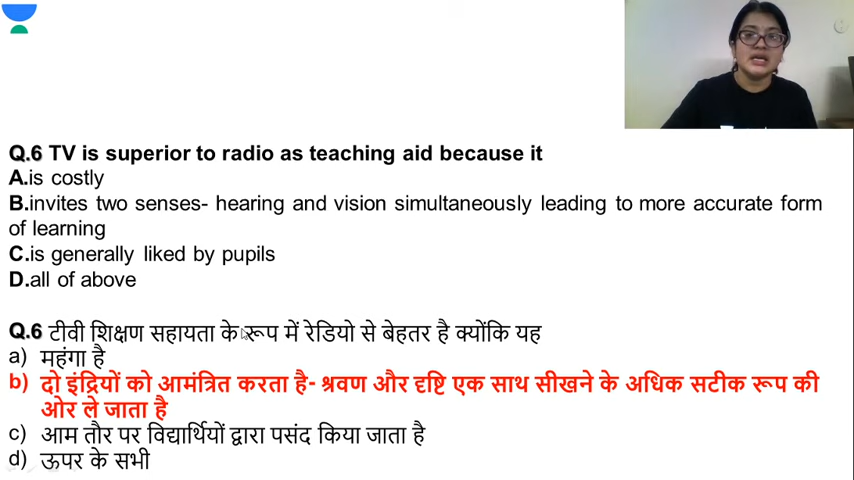 Q.6 TV is superior to radio as teaching aid because it
A.is costly
B.invites two senses- hearing and vision simultaneously leading to more accurate form
of learning
C.is generally liked by pupils
D.all of above
Q.6 टीवी शिक्षण सहायता के रूप में रेडियो से बेहतर है क्योंकि यह
a) महंगा है
b) दो इंद्रियों को आमंत्रित करता है- श्रवण और दृष्टि एक साथ सीखने के अधिक सटीक रूप की
ओर ले जाता है
c) आम तौर पर विद्यार्थियों द्वारा पसंद किया जाता है
d) ऊपर के सभी